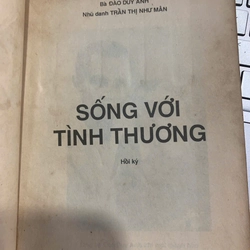 Bà ĐÀO DUY ANH
Nhũ danh TRẦN THỊ NHƯ MÂN
SỐNG VỚI
TÌNH THƯƠNG
Hồi ký